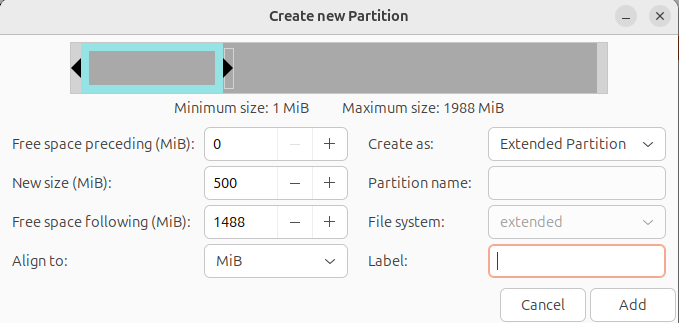 Create new Partition
Minimum size: 1 MiB Maximum size: 1988 MiB
Free space preceding (MiB): 0 Create as: Extended Partition
New size (MiB): 500 Partition name:
Free space following (MiB): 1488 File system: extended
Align to: MiB Label:
Cancel Add